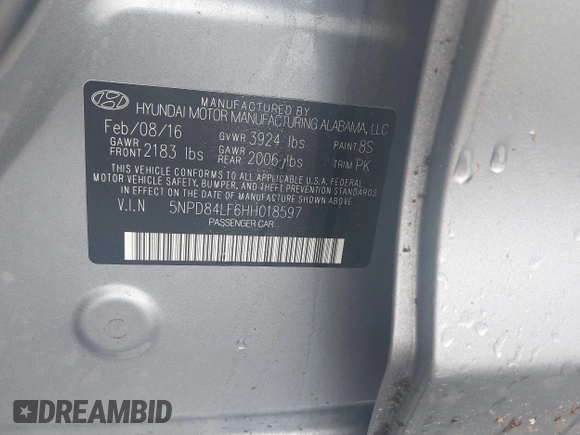 MANUFACTURED BY
HYUNDAI MOTOR MANUFACTURING ALABAMA, LLC
Feb/08/16 GVWR 3924 lbs PAINT 8S
GAWR FRONT 2183 lbs GAWR REAR 2006 lbs TRIM PK
THIS VEHICLE CONFORMS TO ALL APPLICABLE U.S.A. FEDERAL
MOTOR VEHICLE SAFETY, BUMPER, AND THEFT PREVENTION STANDARDS
IN EFFECT ON THE DATE OF MANUFACTURE SHOWN ABOVE
V.I.N 5NPD84LF6HH018597
PASSENGER CAR
DREAMBID